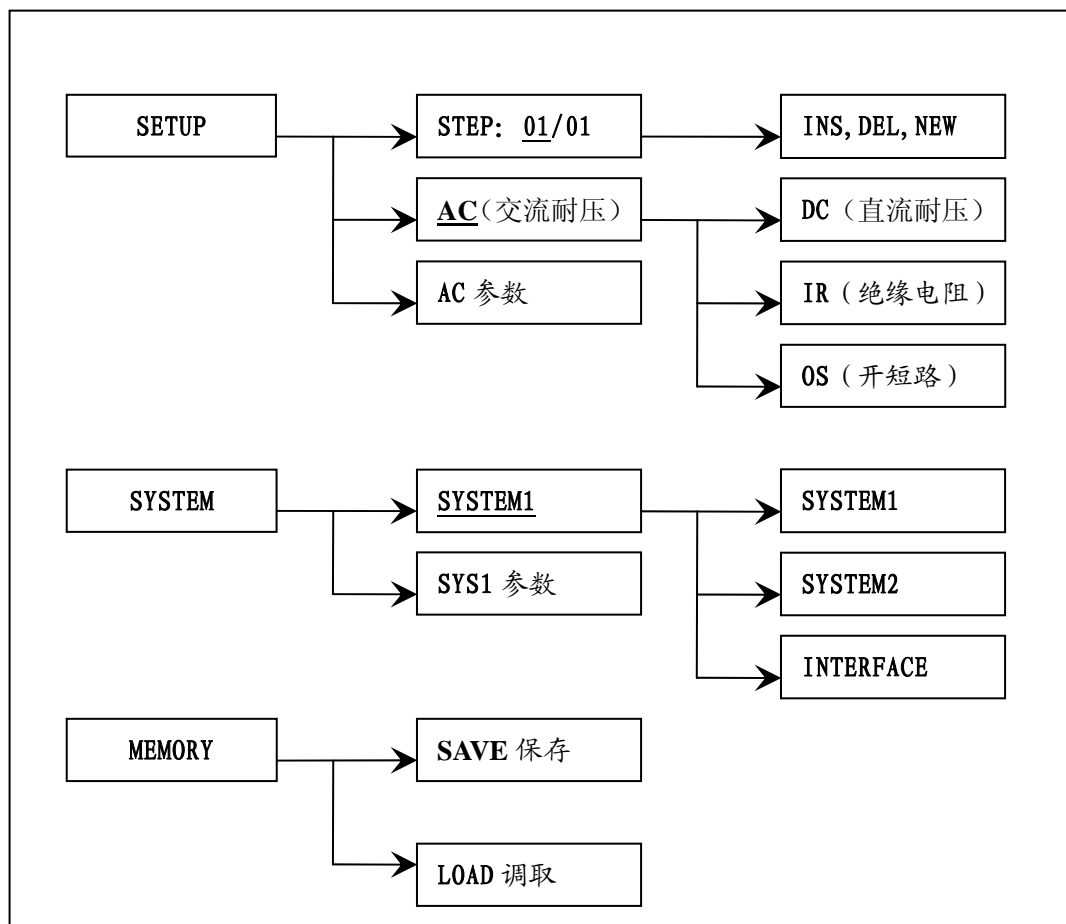 SETUP
STEP: 01/01
INS,DEL,NEW
AC(交流耐压)
DC (直流耐压)
AC 参数
IR (绝缘电阻)
OS (开短路)
SYSTEM
SYSTEM1
SYSTEM1
SYS1 参数
SYSTEM2
INTERFACE
MEMORY
SAVE 保存
LOAD 调取